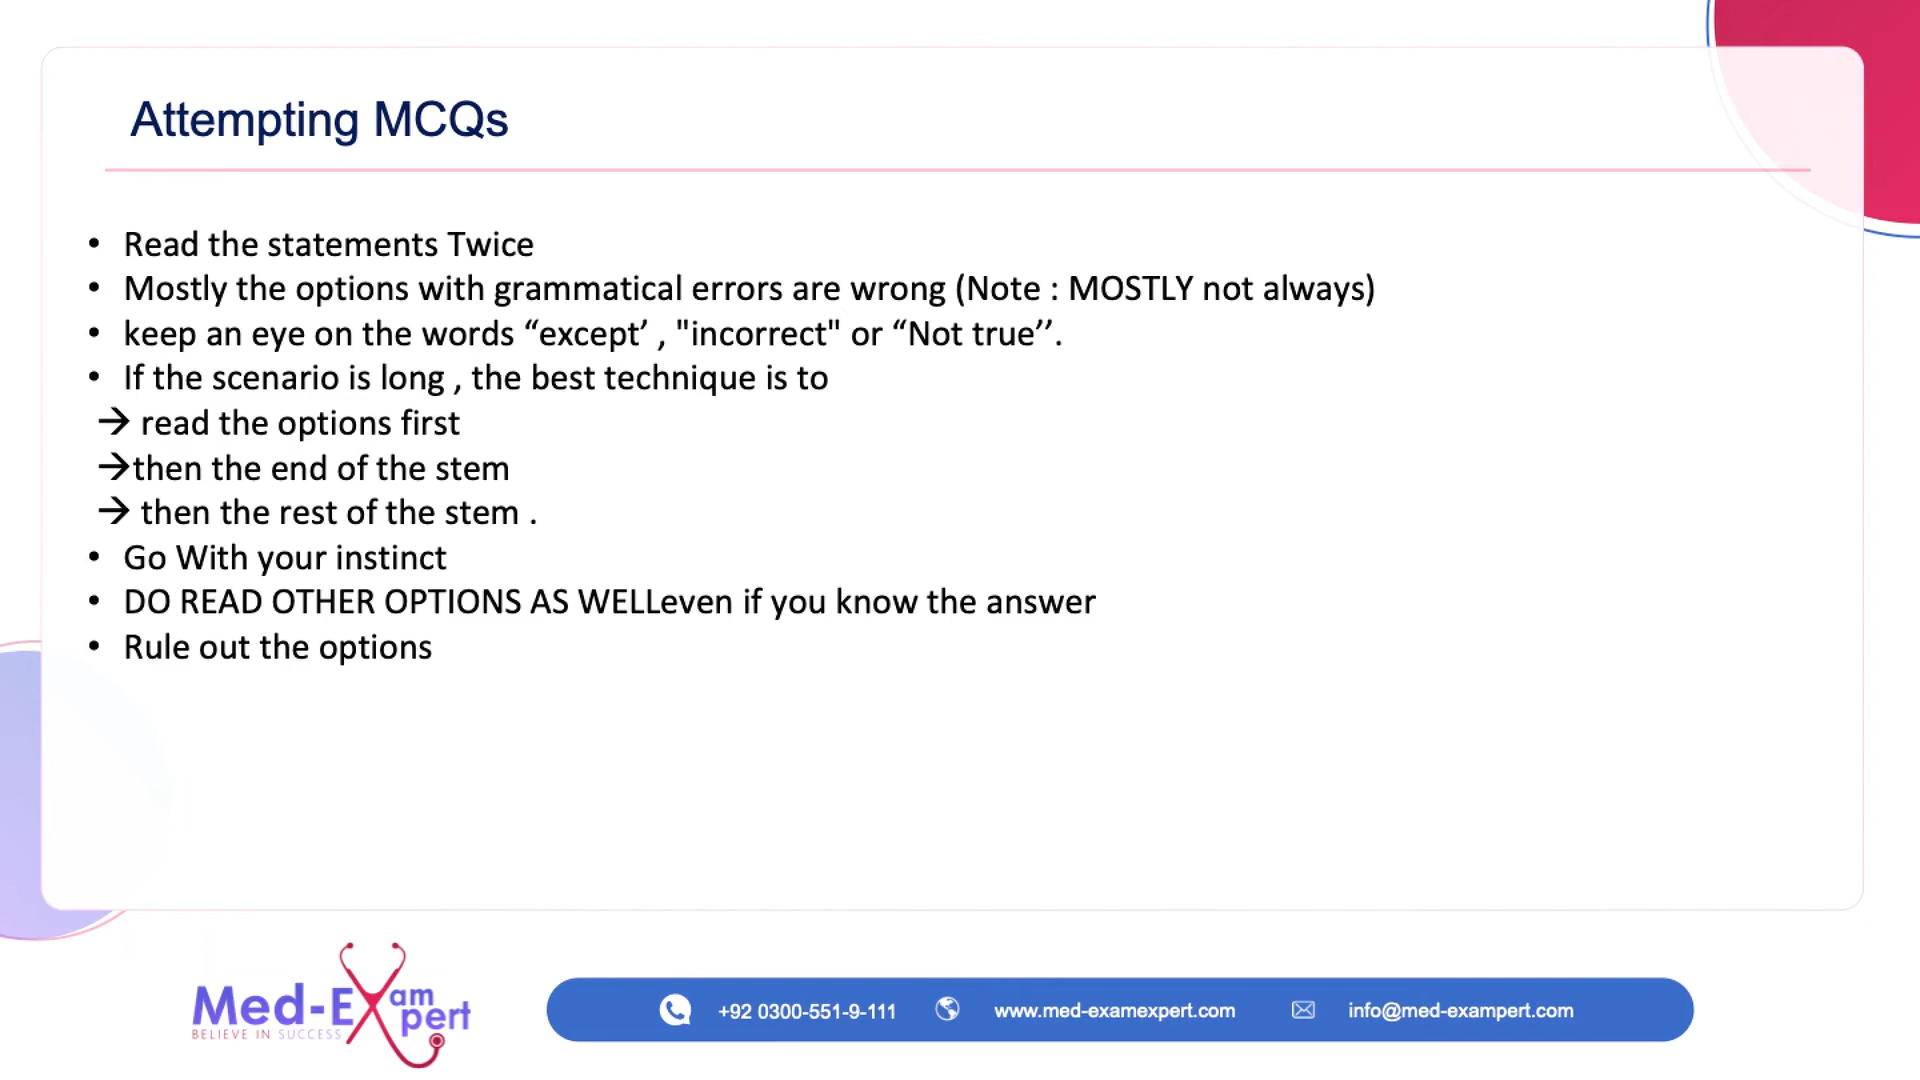 Attempting MCQs
• Read the statements Twice
• Mostly the options with grammatical errors are wrong (Note : MOSTLY not always)
• keep an eye on the words “except’ , "incorrect" or “Not true’’.
• If the scenario is long , the best technique is to
→ read the options first
→then the end of the stem
→ then the rest of the stem .
• Go With your instinct
• DO READ OTHER OPTIONS AS WELLeven if you know the answer
• Rule out the options
Med-Exam
pert
BELIEVE IN SUCCESS
+92 0300-551-9-111 www.med-examexpert.com info@med-exampert.com